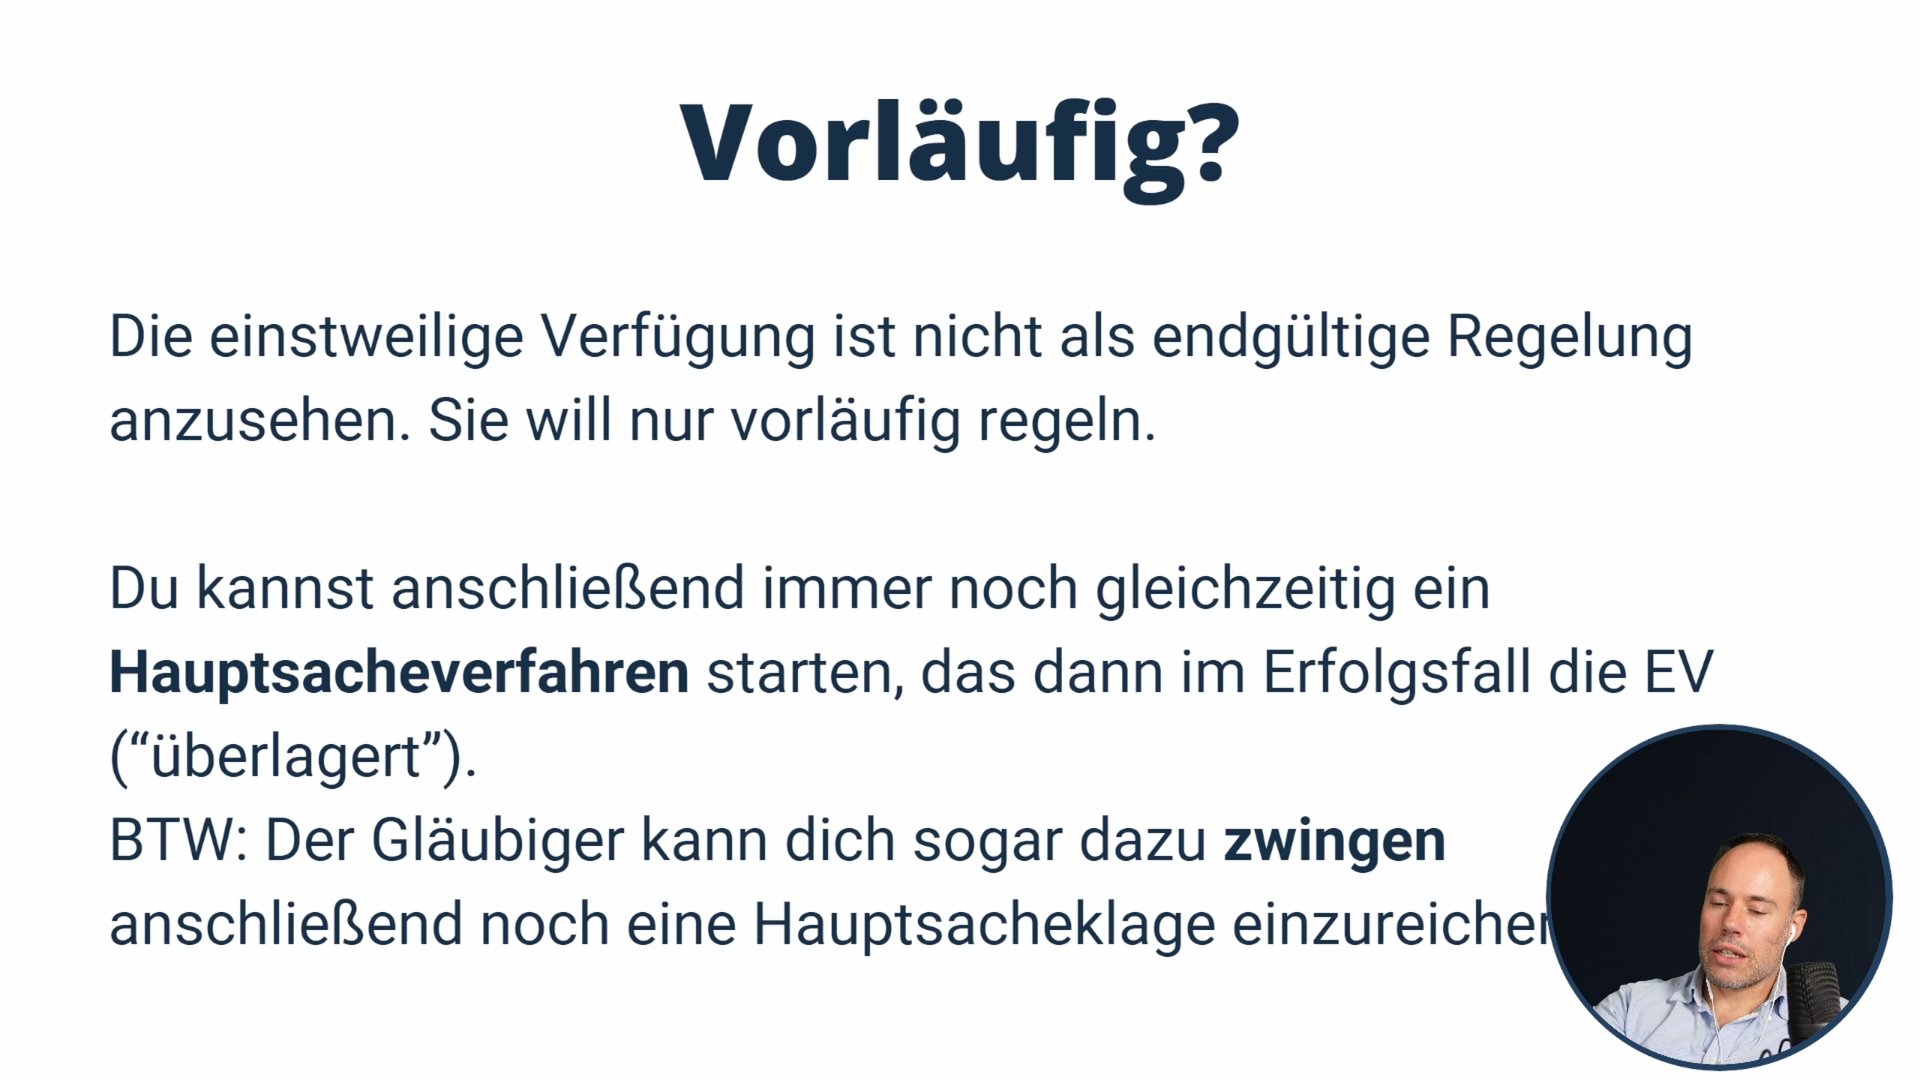 Vorläufig?
Die einstweilige Verfügung ist nicht als endgültige Regelung
anzusehen. Sie will nur vorläufig regeln.
Du kannst anschließend immer noch gleichzeitig ein
Hauptsacheverfahren starten, das dann im Erfolgsfall die EV
(“überlagert”).
BTW: Der Gläubiger kann dich sogar dazu zwingen
anschließend noch eine Hauptsacheklage